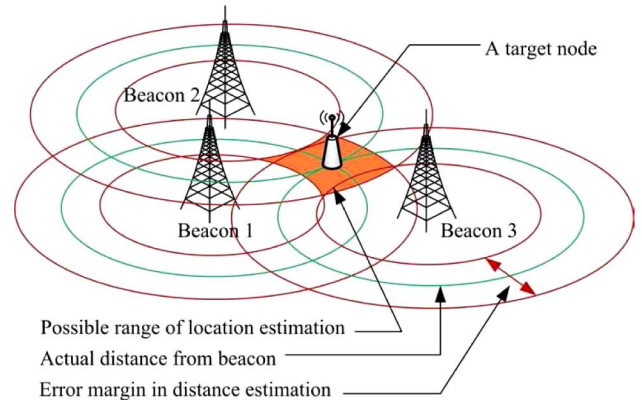 A target node
Beacon 2
Beacon 1
Beacon 3
Possible range of location estimation
Actual distance from beacon
Error margin in distance estimation